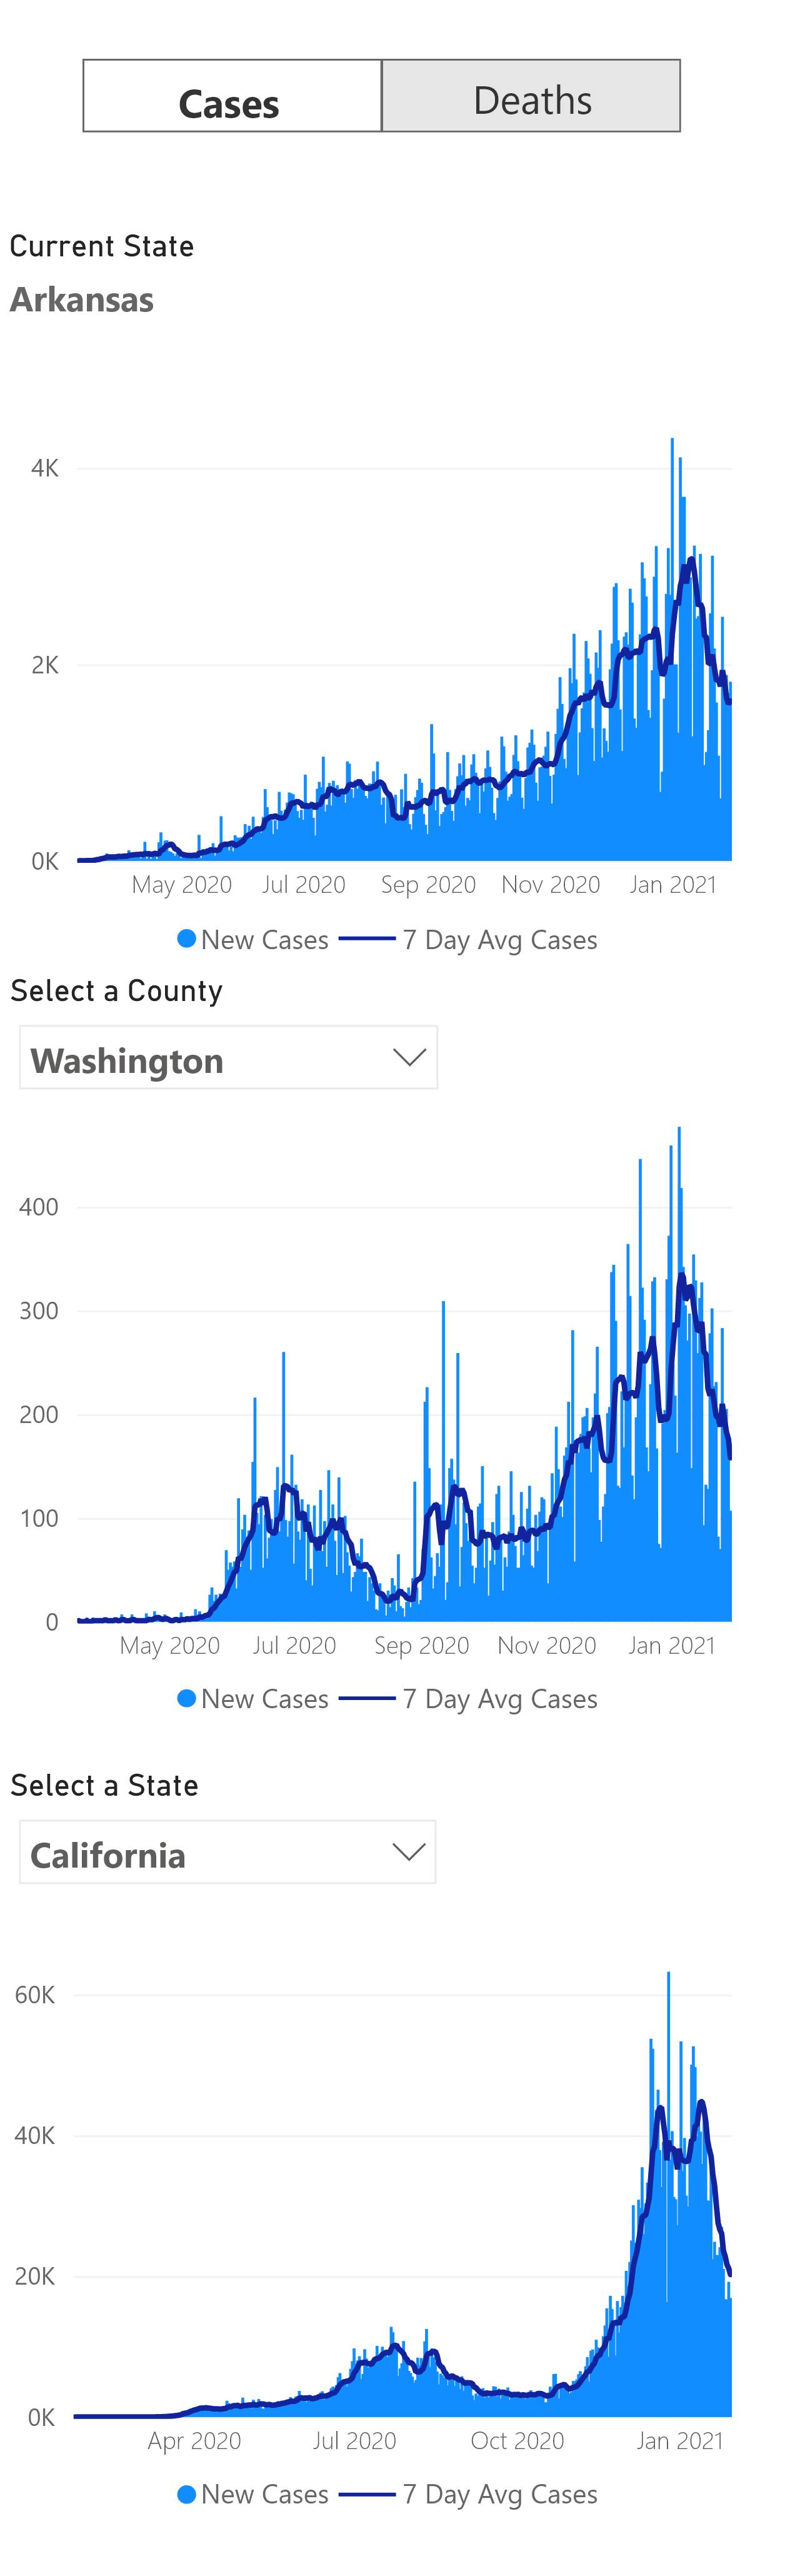 Cases Deaths
Current State
Arkansas
4K
2K
0K
May 2020 Jul 2020 Sep 2020 Nov 2020 Jan 2021
New Cases 7 Day Avg Cases
Select a County
Washington
400
300
200
100
0
May 2020 Jul 2020 Sep 2020 Nov 2020 Jan 2021
New Cases 7 Day Avg Cases
Select a State
California
60K
40K
20K
0K
Apr 2020 Jul 2020 Oct 2020 Jan 2021
New Cases 7 Day Avg Cases